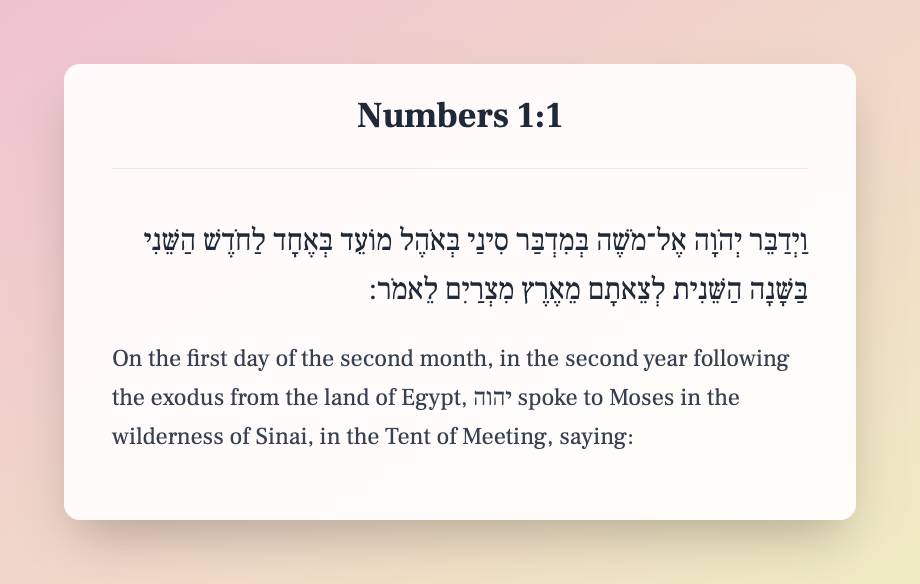 Numbers 1:1
וַיְדַבֵּר יְהֹוָה אֶל־מֹשֶׁה בְּמִדְבַּר סִינַי בְּאֹהֶל מוֹעֵד בְּאֶחָד לַחֹדֶשׁ הַשֵּׁנִי
בַּשָּׁנָה הַשֵּׁנִית לְצֵאתָם מֵאֶרֶץ מִצְרַיִם לֵאמֹר׃
On the first day of the second month, in the second year following
the exodus from the land of Egypt, יהוה spoke to Moses in the
wilderness of Sinai, in the Tent of Meeting, saying: